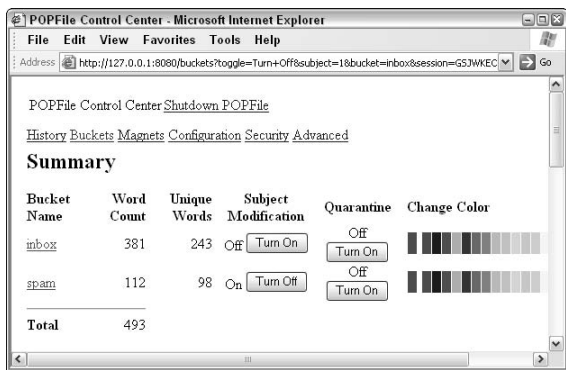 POPFile Control Center - Microsoft Internet Explorer
File Edit View Favorites Tools Help
Address http://127.0.0.1:8080/buckets?toggle=Turn+Off&subject=1&bucket=inbox&session=GSJWKEC Go
POPFile Control Center Shutdown POPFile
History Buckets Magnets Configuration Security Advanced
Summary
Bucket Name Word Count Unique Words Subject Modification Quarantine Change Color
inbox 381 243 Off Turn On Off Turn On
spam 112 98 On Turn Off Off Turn On
Total 493